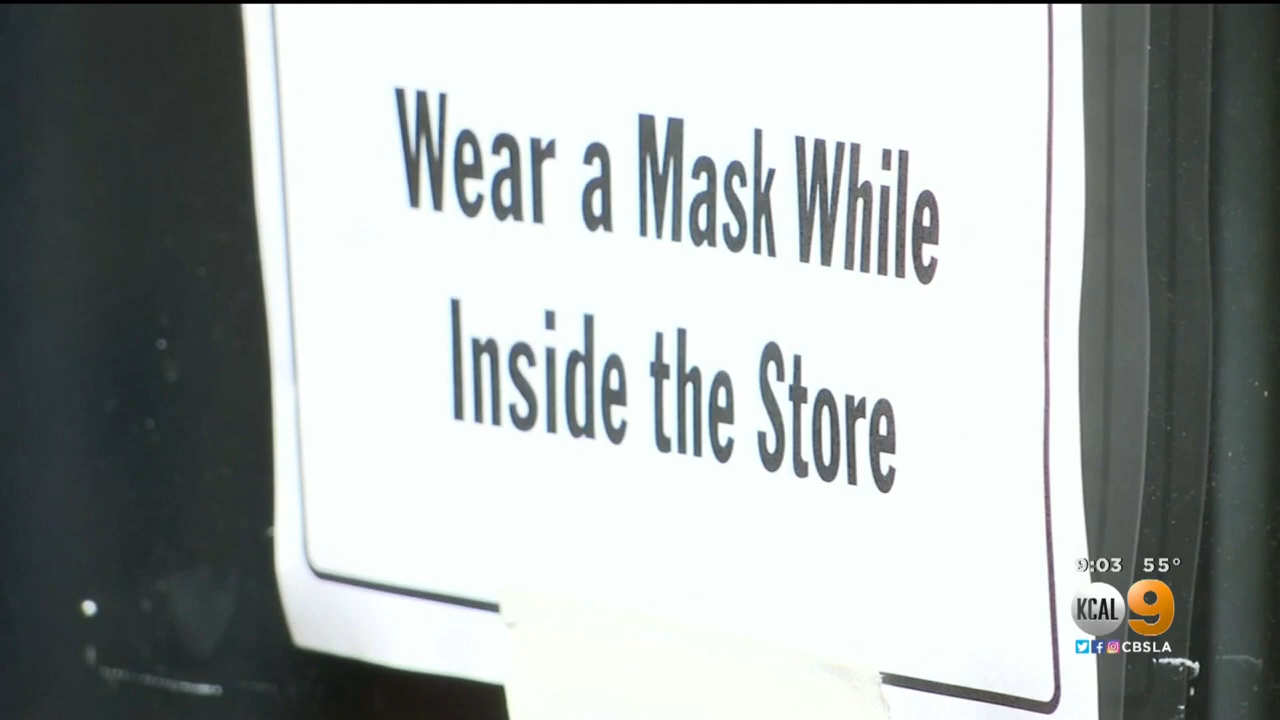 Wear a Mask While
Inside the Store
9:03 55°
KCAL 9
CBSLA